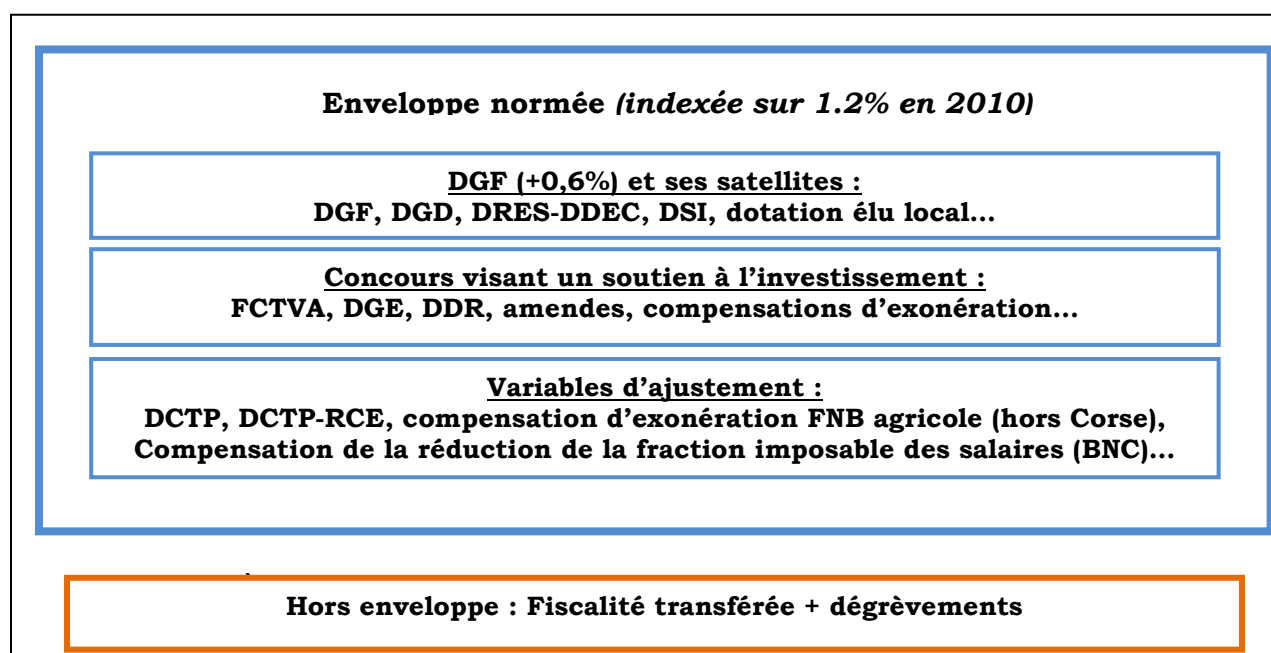 Enveloppe normée (indexée sur 1.2% en 2010)
DGF (+0,6%) et ses satellites :
DGF, DGD, DRES-DDEC, DSI, dotation élu local…
Concours visant un soutien à l’investissement :
FCTVA, DGE, DDR, amendes, compensations d’exonération…
Variables d’ajustement :
DCTP, DCTP-RCE, compensation d’exonération FNB agricole (hors Corse),
Compensation de la réduction de la fraction imposable des salaires (BNC)…
Hors enveloppe : Fiscalité transférée + dégrèvements